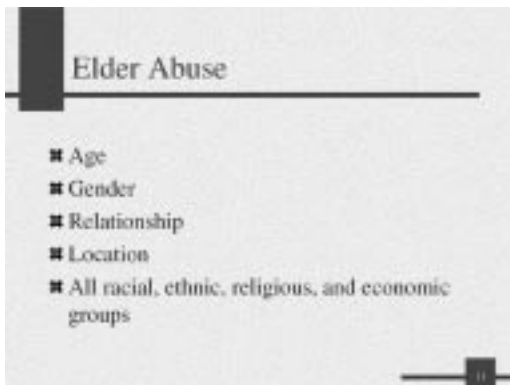 Elder Abuse
Age
Gender
Relationship
Location
All racial, ethnic, religious, and economic
groups